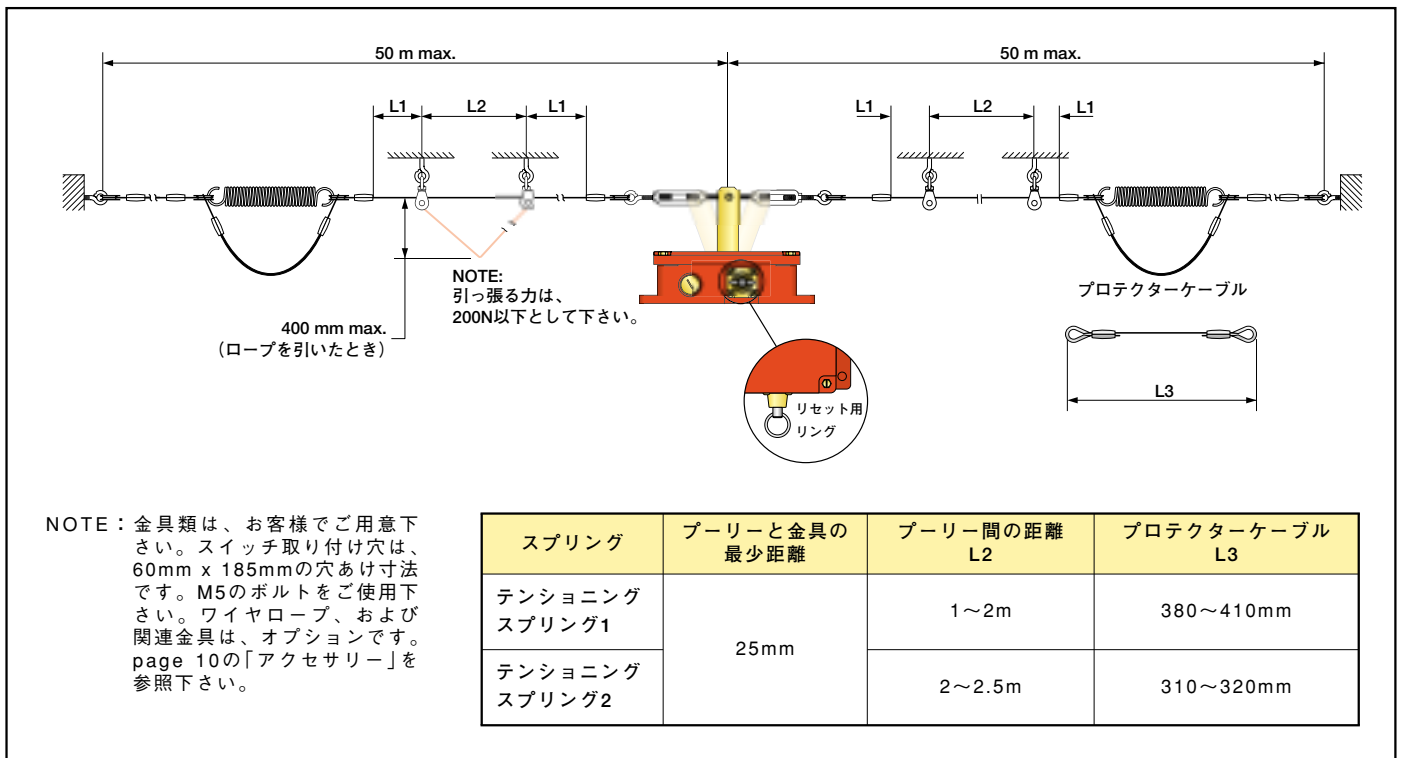 50 m max.
50 m max.
L1
L2
L1
L1
L2
L1
NOTE:
引っ張る力は、
200N以下として下さい。
400 mm max.
(ロープを引いたとき)
プロテクターケーブル
L3
リセット用
リング
NOTE：金具類は、お客様でご用意下
さい。スイッチ取り付け穴は、
60mm x 185mmの穴あけ寸法
です。M5のボルトをご使用下
さい。ワイヤロープ、および
関連金具は、オプションです。
page 10の「アクセサリー」を
参照下さい。
スプリング
プーリーと金具の
最少距離
プーリー間の距離
L2
プロテクターケーブル
L3
テンショニング
スプリング1
25mm
1〜2m
380〜410mm
テンショニング
スプリング2
2〜2.5m
310〜320mm